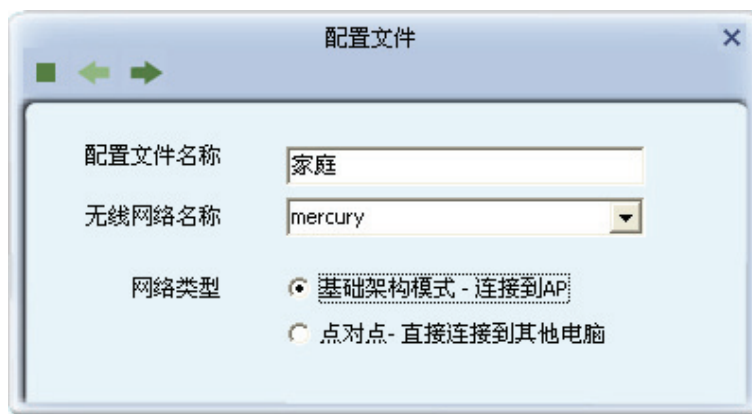 配置文件
配置文件名称
家庭
无线网络名称
mercury
网络类型
基础架构模式 - 连接到AP
点对点- 直接连接到其他电脑